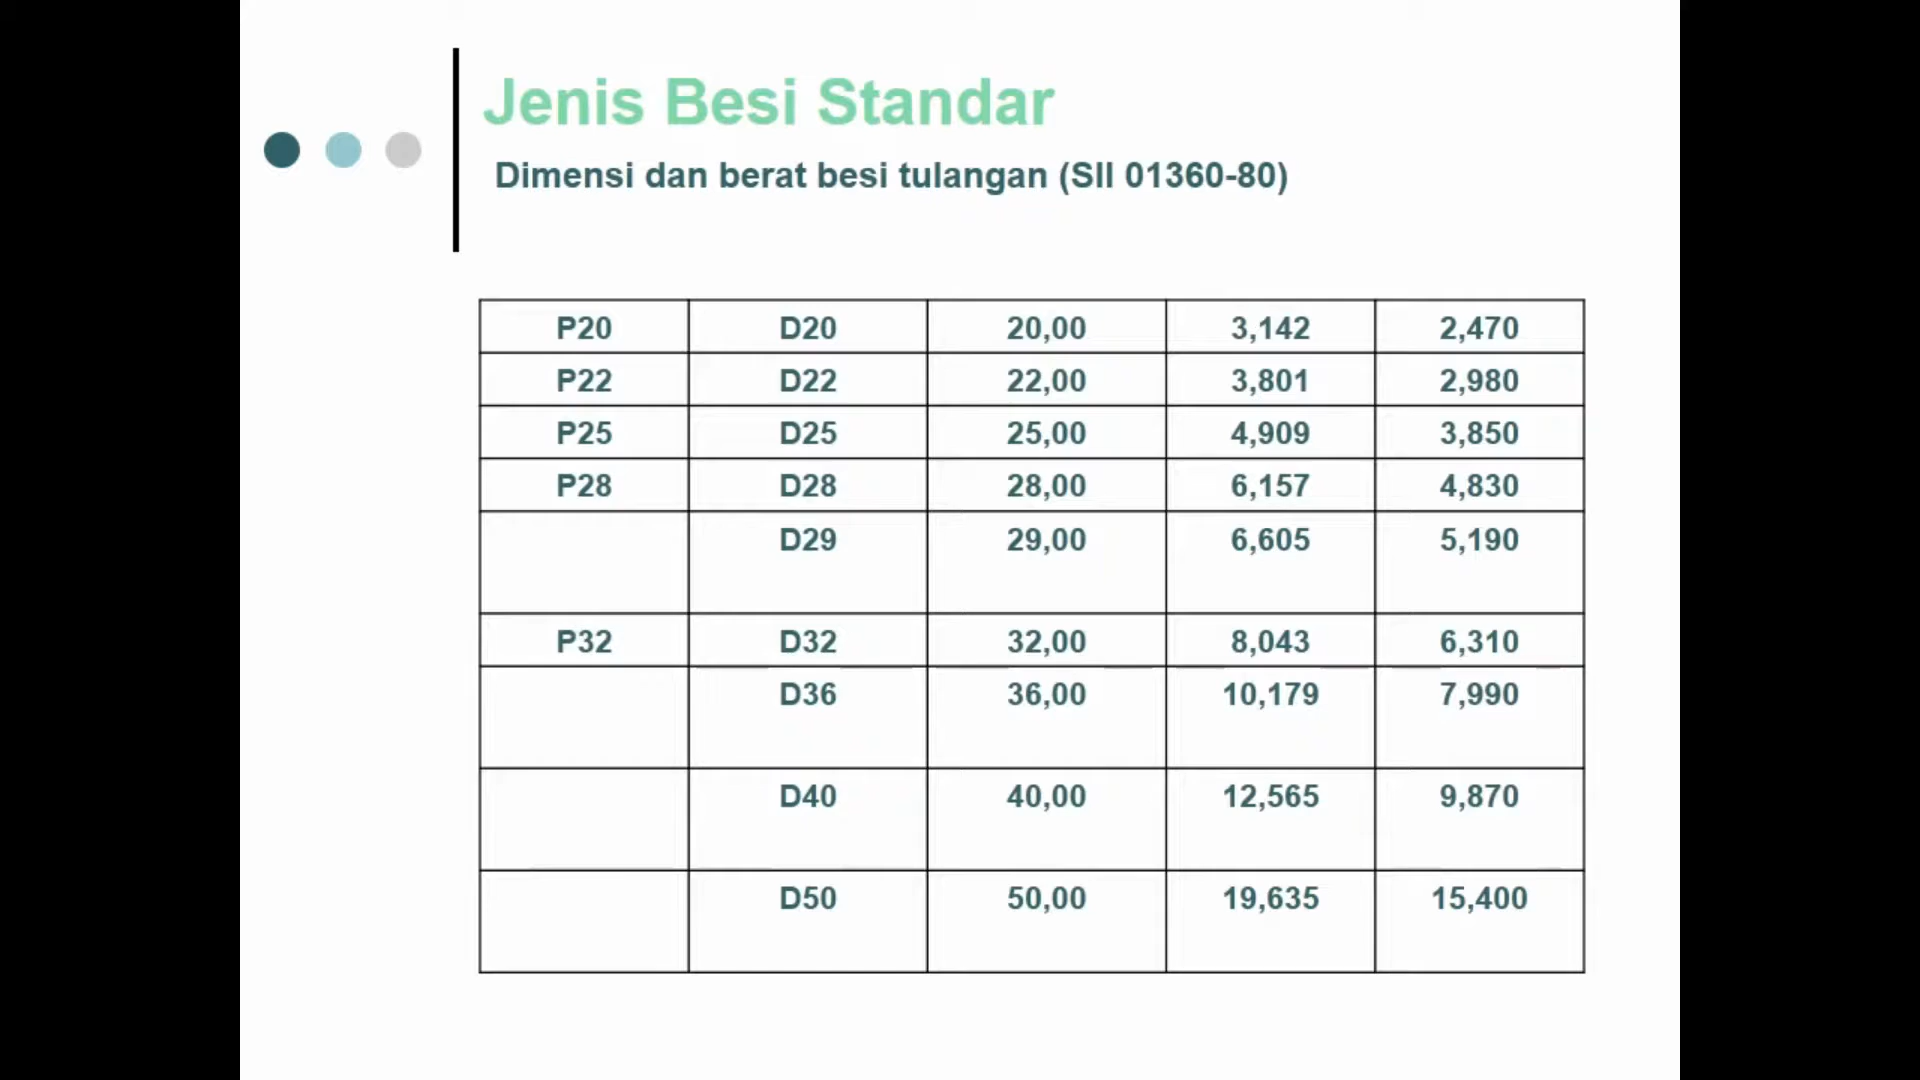 Jenis Besi Standar
Dimensi dan berat besi tulangan (SII 01360-80)
P20 D20 20,00 3,142 2,470
P22 D22 22,00 3,801 2,980
P25 D25 25,00 4,909 3,850
P28 D28 28,00 6,157 4,830
D29 29,00 6,605 5,190
P32 D32 32,00 8,043 6,310
D36 36,00 10,179 7,990
D40 40,00 12,565 9,870
D50 50,00 19,635 15,400